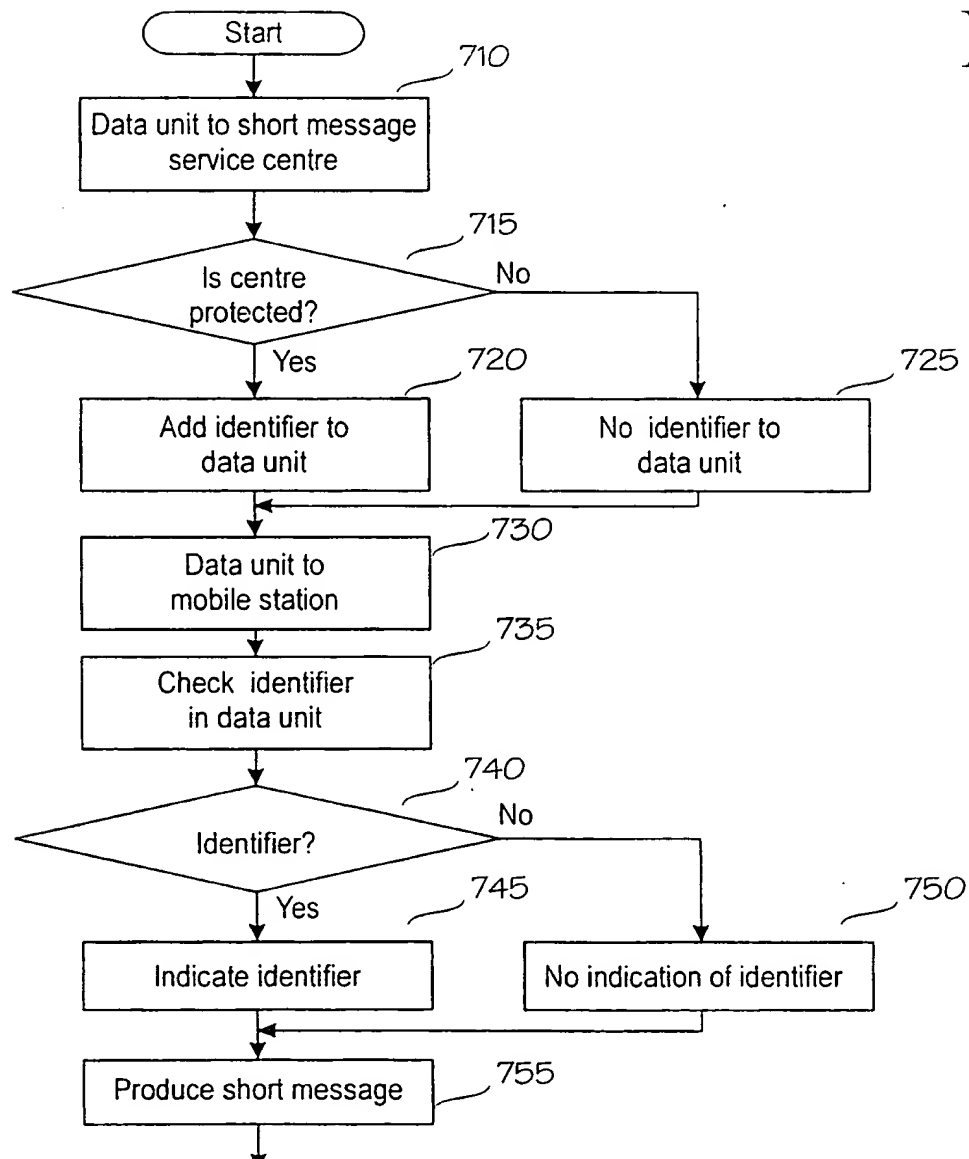 Start
710
Data unit to short message
service centre
715
Is centre
protected?
No
Yes
720
725
Add identifier to
data unit
No identifier to
data unit
730
Data unit to
mobile station
735
Check identifier
in data unit
740
Identifier?
No
Yes
745
750
Indicate identifier
No indication of identifier
755
Produce short message